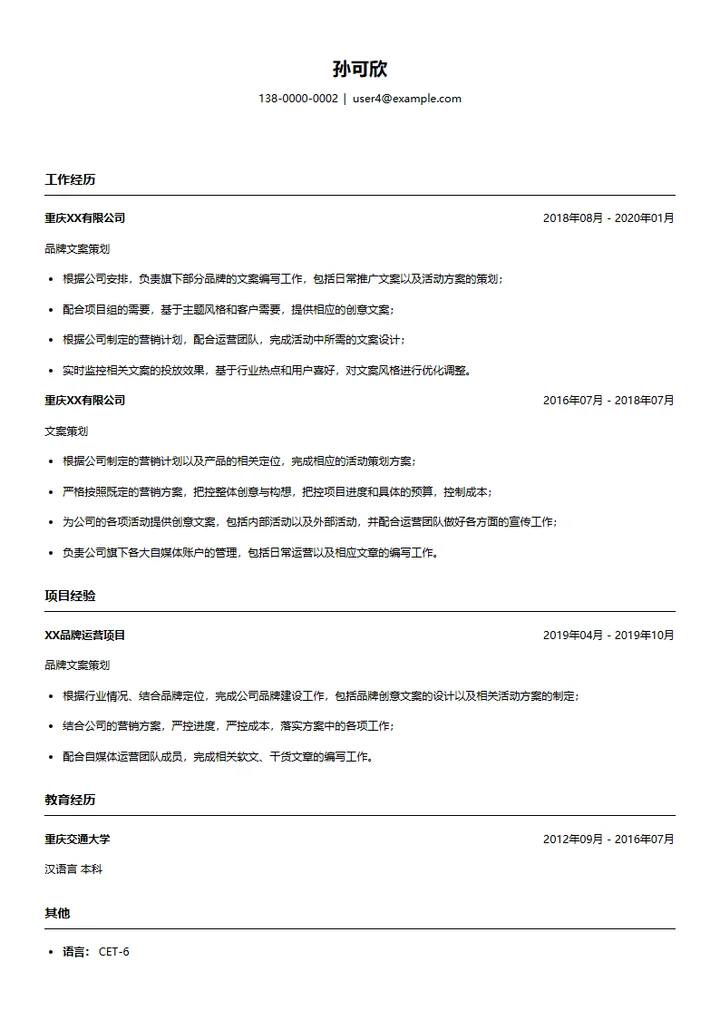 孙可欣
138-0000-0002 | user4@example.com
工作经历
重庆XX有限公司 2018年08月 - 2020年01月
品牌文案策划
• 根据公司安排，负责旗下部分品牌的文案编写工作，包括日常推广文案以及活动方案的策划；
• 配合项目组的需要，基于主题风格和客户需要，提供相应的创意文案；
• 根据公司制定的营销计划，配合运营团队，完成活动中所需的文案设计；
• 实时监控相关文案的投放效果，基于行业热点和用户喜好，对文案风格进行优化调整。
重庆XX有限公司 2016年07月 - 2018年07月
文案策划
• 根据公司制定的营销计划以及产品的相关定位，完成相应的活动策划方案；
• 严格按照既定的营销方案，把控整体创意与构想，把控项目进度和具体的预算，控制成本；
• 为公司的各项活动提供创意文案，包括内部活动以及外部活动，并配合运营团队做好各方面的宣传工作；
• 负责公司旗下各大自媒体账户的管理，包括日常运营以及相应文章的编写工作。
项目经验
XX品牌运营项目 2019年04月 - 2019年10月
品牌文案策划
• 根据行业情况、结合品牌定位，完成公司品牌建设工作，包括品牌创意文案的设计以及相关活动方案的制定；
• 结合公司的营销方案，严控进度，严控成本，落实方案中的各项工作；
• 配合自媒体运营团队成员，完成相关软文、干货文章的编写工作。
教育经历
重庆交通大学 2012年09月 - 2016年07月
汉语言 本科
其他
• 语言： CET-6